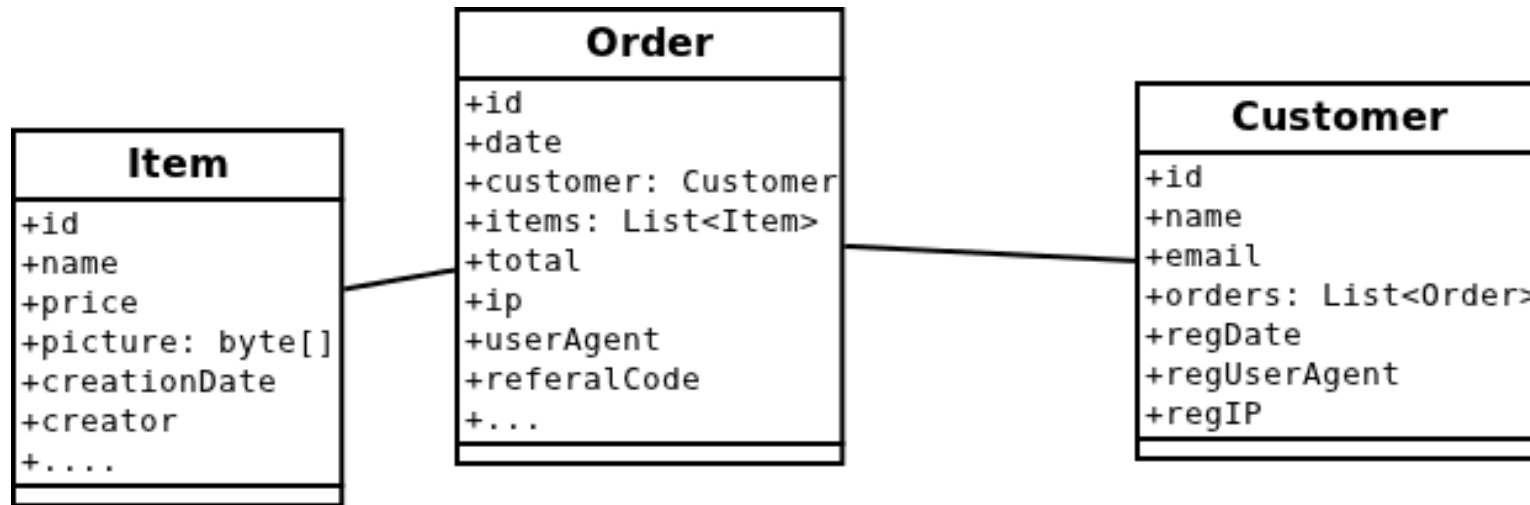 Item
+id
+name
+price
+picture: byte[]
+creationDate
+creator
+....
Order
+id
+date
+customer: Customer
+items: List<Item>
+total
+ip
+userAgent
+referalCode
+...
Customer
+id
+name
+email
+orders: List<Order>
+regDate
+regUserAgent
+regIP